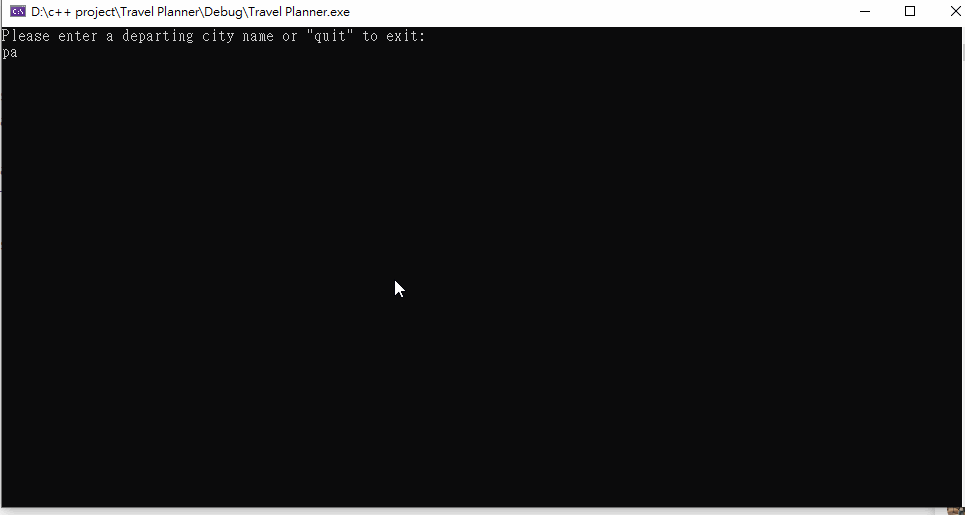 D:\c++ project\Travel Planner\Debug\Travel Planner.exe
Please enter a departing city name or "quit" to exit:
pa